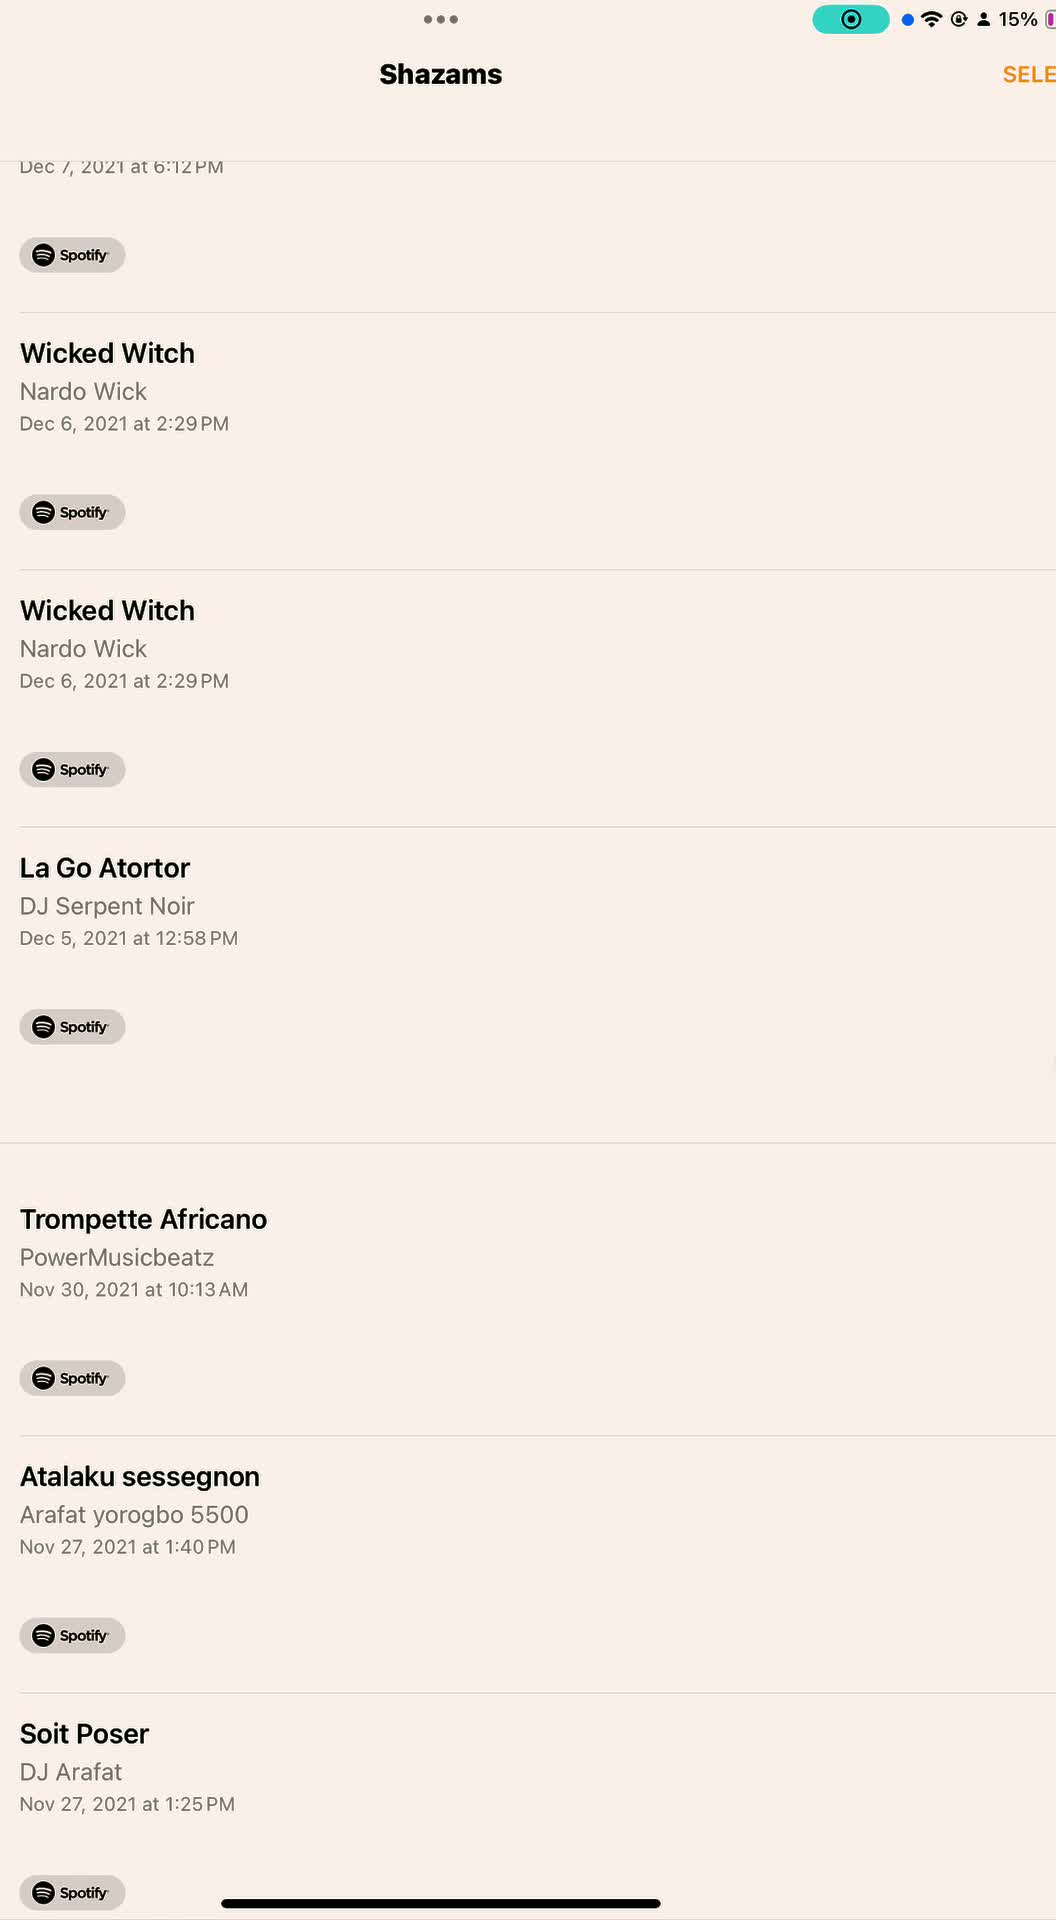 15%
Shazams
SELE
Dec 7, 2021 at 6:12 PM
Spotify
Wicked Witch
Nardo Wick
Dec 6, 2021 at 2:29 PM
Spotify
Wicked Witch
Nardo Wick
Dec 6, 2021 at 2:29 PM
Spotify
La Go Atortor
DJ Serpent Noir
Dec 5, 2021 at 12:58 PM
Spotify
Trompette Africano
PowerMusicbeatz
Nov 30, 2021 at 10:13 AM
Spotify
Atalaku sessegnon
Arafat yorogbo 5500
Nov 27, 2021 at 1:40 PM
Spotify
Soit Poser
DJ Arafat
Nov 27, 2021 at 1:25 PM
Spotify